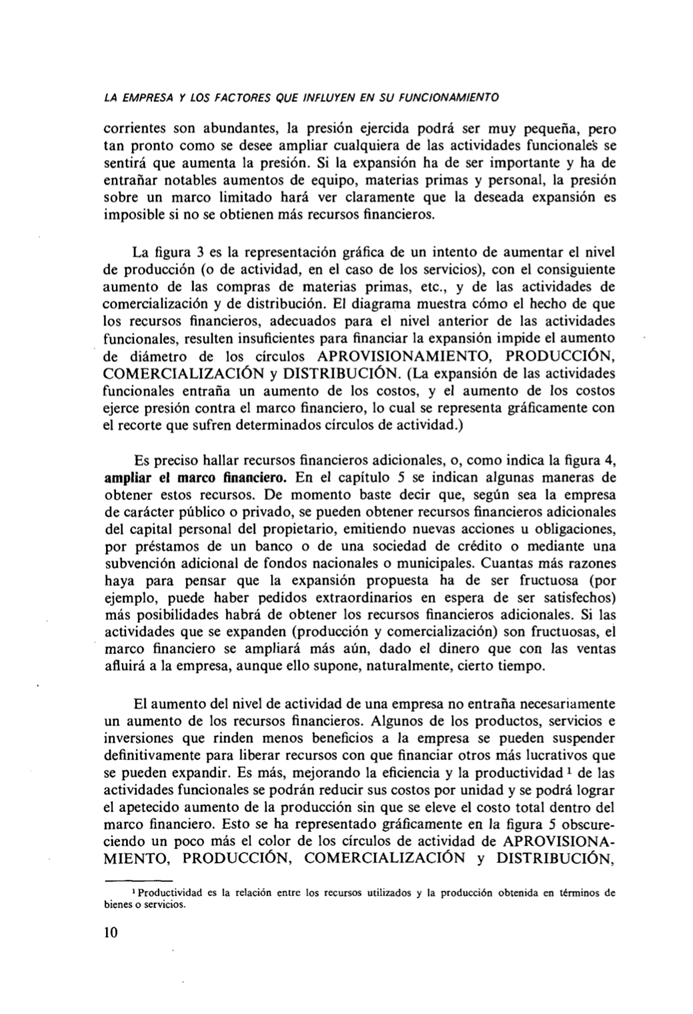 LA EMPRESA Y LOS FACTORES QUE INFLUYEN EN SU FUNCIONAMIENTO
corrientes son abundantes, la presión ejercida podrá ser muy pequeña, pero
tan pronto como se desee ampliar cualquiera de las actividades funcionales se
sentirá que aumenta la presión. Si la expansión ha de ser importante y ha de
entrañar notables aumentos de equipo, materias primas y personal, la presión
sobre un marco limitado hará ver claramente que la deseada expansión es
imposible si no se obtienen más recursos financieros.
La figura 3 es la representación gráfica de un intento de aumentar el nivel
de producción (o de actividad, en el caso de los servicios), con el consiguiente
aumento de las compras de materias primas, etc., y de las actividades de
comercialización y de distribución. El diagrama muestra cómo el hecho de que
los recursos financieros, adecuados para el nivel anterior de las actividades
funcionales, resulten insuficientes para financiar la expansión impide el aumento
de diámetro de los círculos APROVISIONAMIENTO, PRODUCCIÓN,
COMERCIALIZACIÓN y DISTRIBUCIÓN. (La expansión de las actividades
funcionales entraña un aumento de los costos, y el aumento de los costos
ejerce presión contra el marco financiero, lo cual se representa gráficamente con
el recorte que sufren determinados círculos de actividad.)
Es preciso hallar recursos financieros adicionales, o, como indica la figura 4,
ampliar el marco financiero. En el capítulo 5 se indican algunas maneras de
obtener estos recursos. De momento baste decir que, según sea la empresa
de carácter público o privado, se pueden obtener recursos financieros adicionales
del capital personal del propietario, emitiendo nuevas acciones u obligaciones,
por préstamos de un banco o de una sociedad de crédito o mediante una
subvención adicional de fondos nacionales o municipales. Cuantas más razones
haya para pensar que la expansión propuesta ha de ser fructuosa (por
ejemplo, puede haber pedidos extraordinarios en espera de ser satisfechos)
más posibilidades habrá de obtener los recursos financieros adicionales. Si las
actividades que se expanden (producción y comercialización) son fructuosas, el
marco financiero se ampliará más aún, dado el dinero que con las ventas
afluirá a la empresa, aunque ello supone, naturalmente, cierto tiempo.
El aumento del nivel de actividad de una empresa no entraña necesariamente
un aumento de los recursos financieros. Algunos de los productos, servicios e
inversiones que rinden menos beneficios a la empresa se pueden suspender
definitivamente para liberar recursos con que financiar otros más lucrativos que
se pueden expandir. Es más, mejorando la eficiencia y la productividad ¹ de las
actividades funcionales se podrán reducir sus costos por unidad y se podrá lograr
el apetecido aumento de la producción sin que se eleve el costo total dentro del
marco financiero. Esto se ha representado gráficamente en la figura 5 obscure-
ciendo un poco más el color de los círculos de actividad de APROVISIONA-
MIENTO, PRODUCCIÓN, COMERCIALIZACIÓN y DISTRIBUCIÓN,
¹ Productividad es la relación entre los recursos utilizados y la producción obtenida en términos de
bienes o servicios.
10